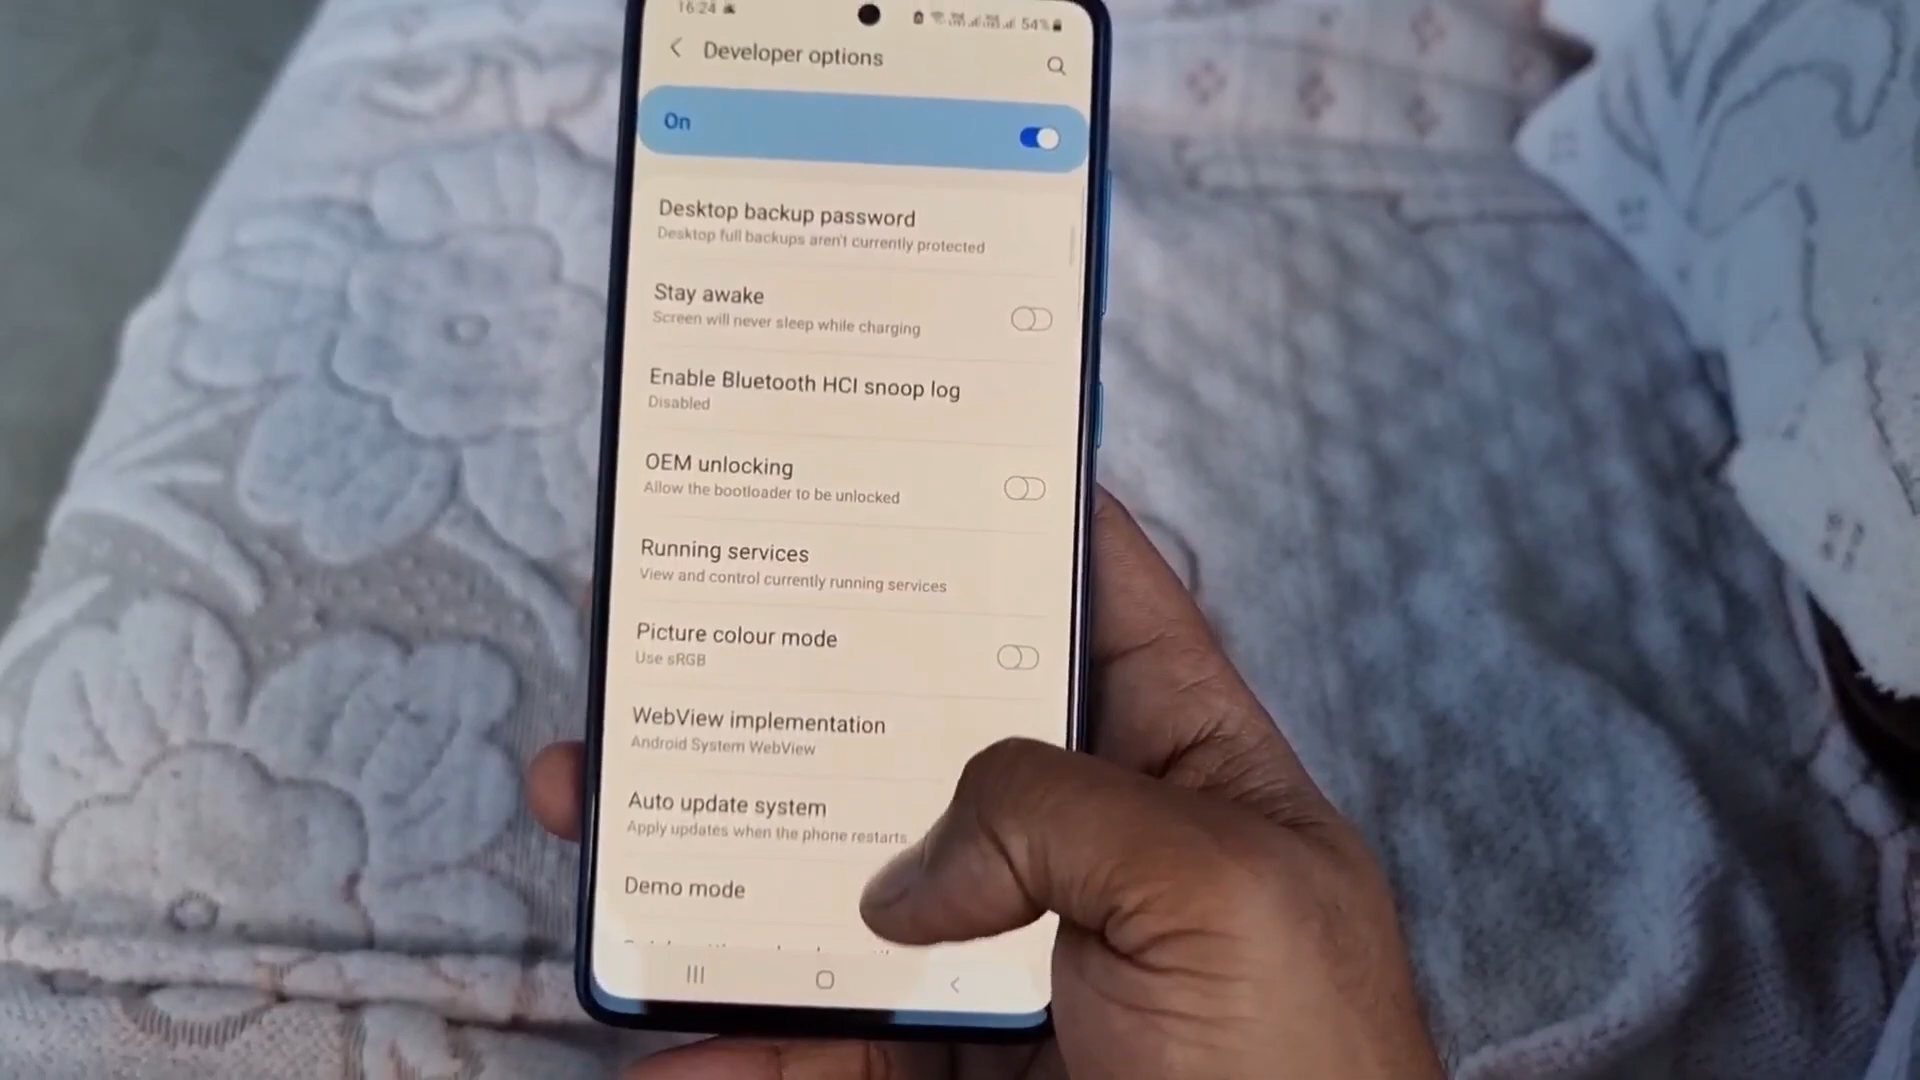 16:24
54%
Developer options
On
Desktop backup password
Desktop full backups aren't currently protected
Stay awake
Screen will never sleep while charging
Enable Bluetooth HCI snoop log
Disabled
OEM unlocking
Allow the bootloader to be unlocked
Running services
View and control currently running services
Picture colour mode
Use sRGB
WebView implementation
Android System WebView
Auto update system
Apply updates when the phone restarts.
Demo mode